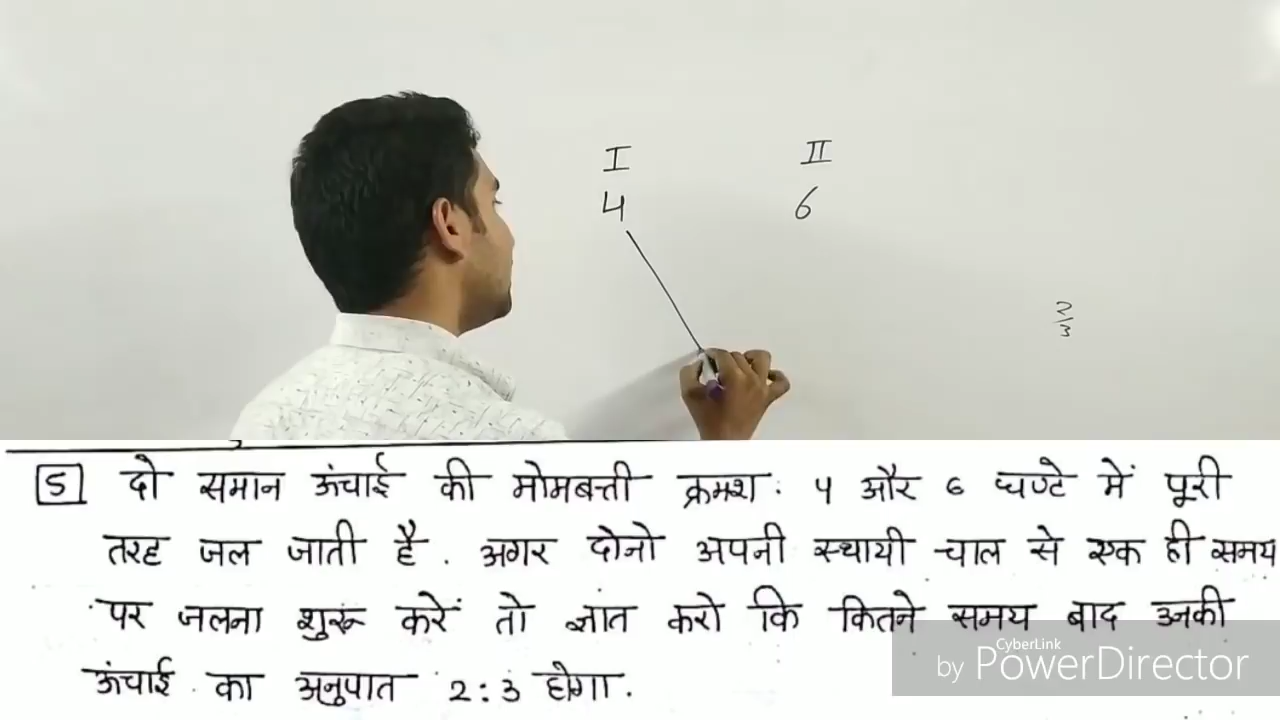 I II
4 6
2
3
5 दो समान ऊंचाई की मोमबत्ती क्रमश: 4 और 6 घण्टे में पूरी
तरह जल जाती है. अगर दोनो अपनी स्थायी चाल से एक ही समय
पर जलना शुरू करें तो ज्ञात करो कि कितने समय बाद उनकी
ऊंचाई का अनुपात 2:3 होगा.
CyberLink
by PowerDirector